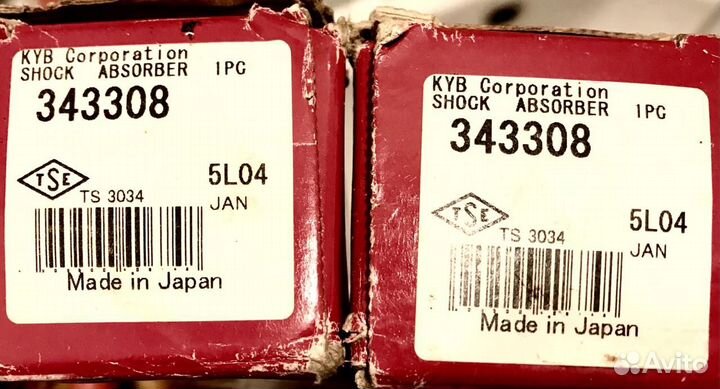 KYB Corporation
SHOCK ABSORBER 1PC
343308
TSE
TS 3034
5L04
JAN
Made in Japan
KYB Corporation
SHOCK ABSORBER 1PC
343308
TSE
TS 3034
5L04
JAN
Made in Japan
Avito